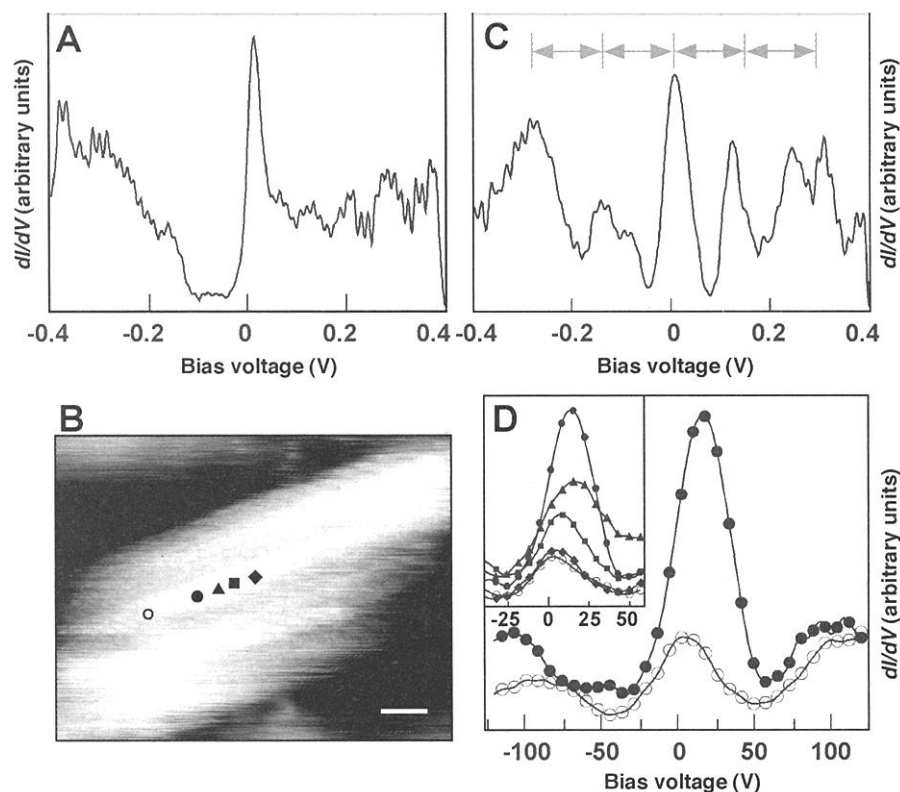 A
dI/dV (arbitrary units)
-0.4 -0.2 0 0.2 0.4
Bias voltage (V)
C
dI/dV (arbitrary units)
-0.4 -0.2 0 0.2 0.4
Bias voltage (V)
B
D
-25 0 25 50
dI/dV (arbitrary units)
-100 -50 0 50 100
Bias voltage (V)